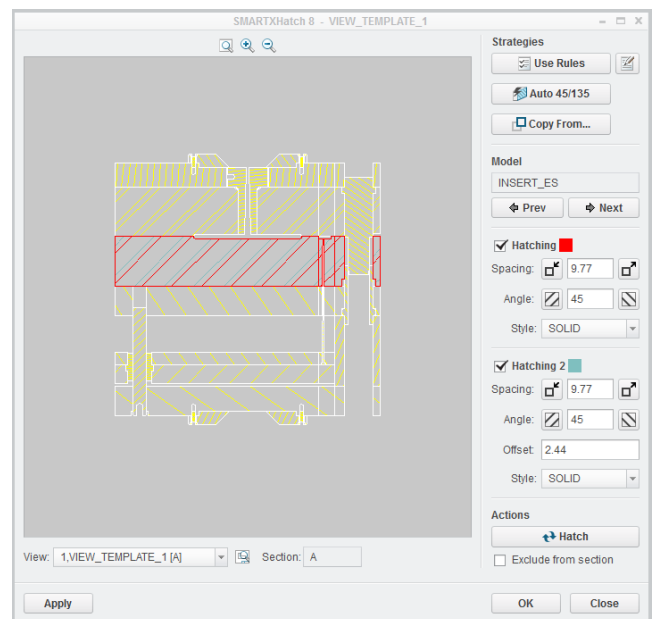 SMARTXHatch 8 - VIEW_TEMPLATE_1
Strategies
Use Rules
Auto 45/135
Copy From...
Model
INSERT_ES
Prev Next
Hatching
Spacing: 9.77
Angle: 45
Style: SOLID
Hatching 2
Spacing: 9.77
Angle: 45
Offset: 2.44
Style: SOLID
Actions
Hatch
View: 1,VIEW_TEMPLATE_1 [A] Section: A Exclude from section
Apply OK Close